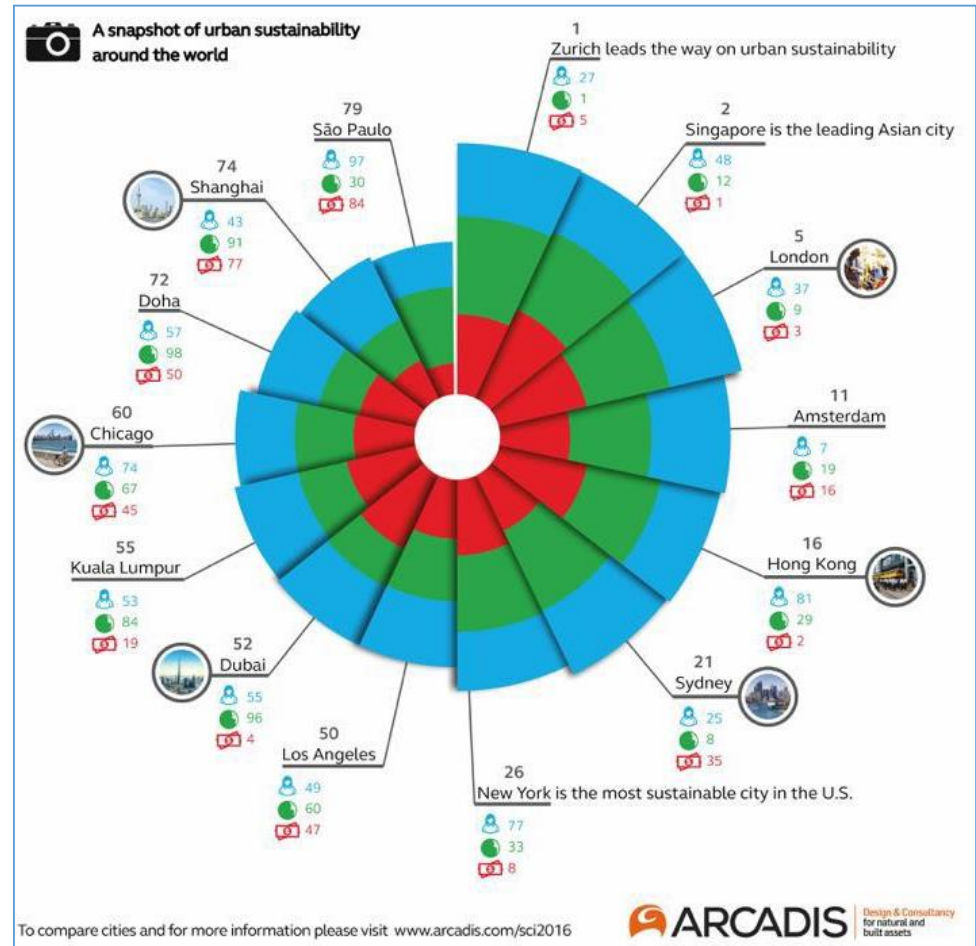 A snapshot of urban sustainability
around the world
1
Zurich leads the way on urban sustainability
27
1
5
2
Singapore is the leading Asian city
48
12
1
5
London
37
9
3
11
Amsterdam
7
19
16
16
Hong Kong
81
29
2
21
Sydney
25
8
35
26
New York is the most sustainable city in the U.S.
77
33
8
50
Los Angeles
49
60
47
52
Dubai
55
96
4
55
Kuala Lumpur
53
84
19
60
Chicago
74
67
45
72
Doha
57
98
50
74
Shanghai
43
91
77
79
São Paulo
97
30
84
To compare cities and for more information please visit www.arcadis.com/sci2016
ARCADIS
Design & Consultancy
for natural and
built assets